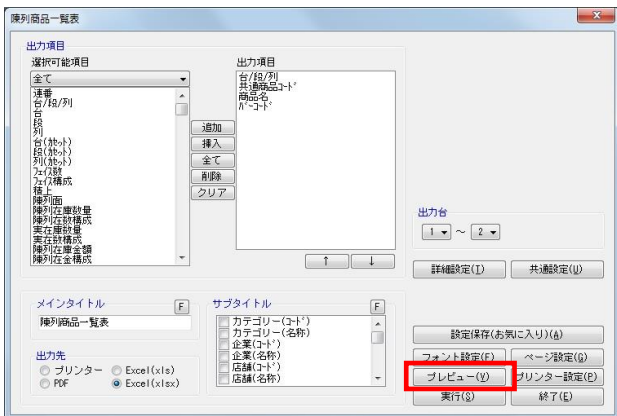 陳列商品一覧表
出力項目
選択可能項目
全て
連番
台/段/列
台
段
列
台(ｶｾｯﾄ)
段(ｶｾｯﾄ)
列(ｶｾｯﾄ)
ﾌｪｲｽ数
ﾌｪｲｽ構成
積上
陳列面
陳列在庫数量
陳列在数構成
実在庫数量
実在数構成
陳列在庫金額
陳列在金構成
追加
挿入
全て
削除
クリア
出力項目
台/段/列
共通商品ｺｰﾄﾞ
商品名
ﾊﾞｰｺｰﾄﾞ
↑ ↓
出力台
1 ～ 2
詳細設定(I) 共通設定(U)
メインタイトル F
陳列商品一覧表
出力先
プリンター Excel(xls)
PDF Excel(xlsx)
サブタイトル F
カテゴリー(ｺｰﾄﾞ)
カテゴリー(名称)
企業(ｺｰﾄﾞ)
企業(名称)
店舗(ｺｰﾄﾞ)
店舗(名称)
設定保存(お気に入り)(A)
フォント設定(F) ページ設定(G)
プレビュー(V) プリンター設定(P)
実行(S) 終了(E)